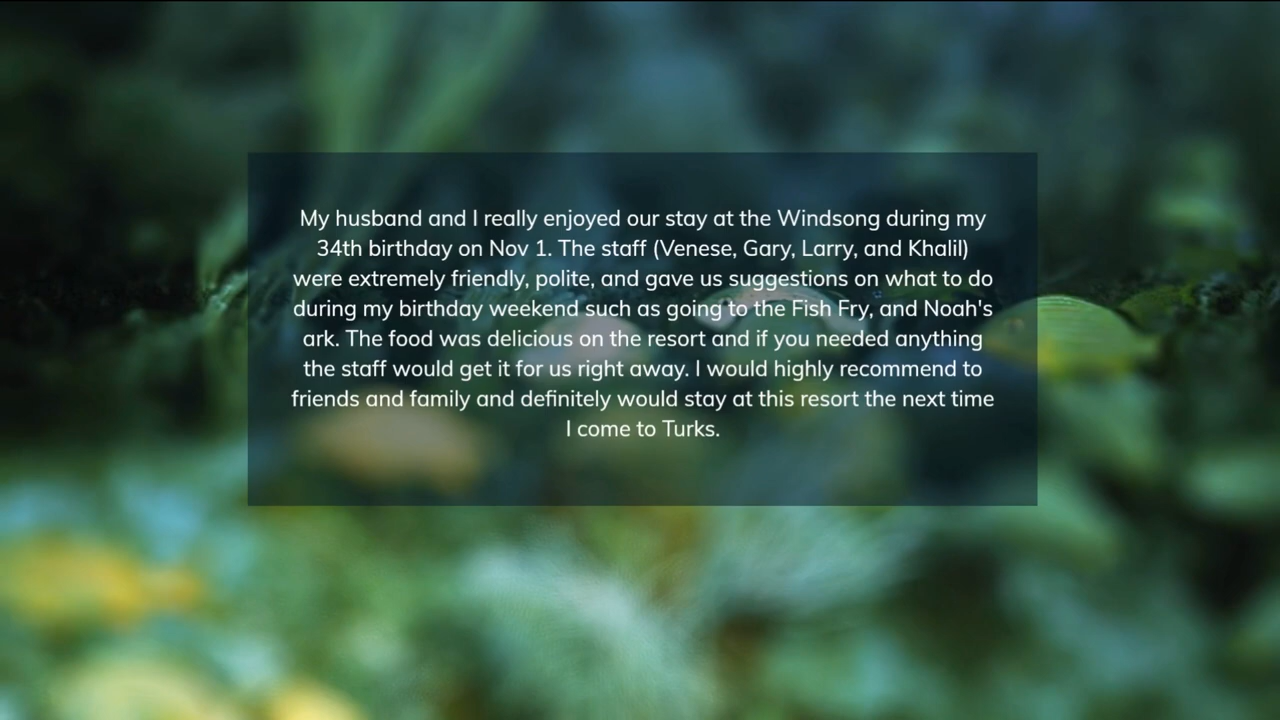 My husband and I really enjoyed our stay at the Windsong during my
34th birthday on Nov 1. The staff (Venese, Gary, Larry, and Khalil)
were extremely friendly, polite, and gave us suggestions on what to do
during my birthday weekend such as going to the Fish Fry, and Noah's
ark. The food was delicious on the resort and if you needed anything
the staff would get it for us right away. I would highly recommend to
friends and family and definitely would stay at this resort the next time
I come to Turks.